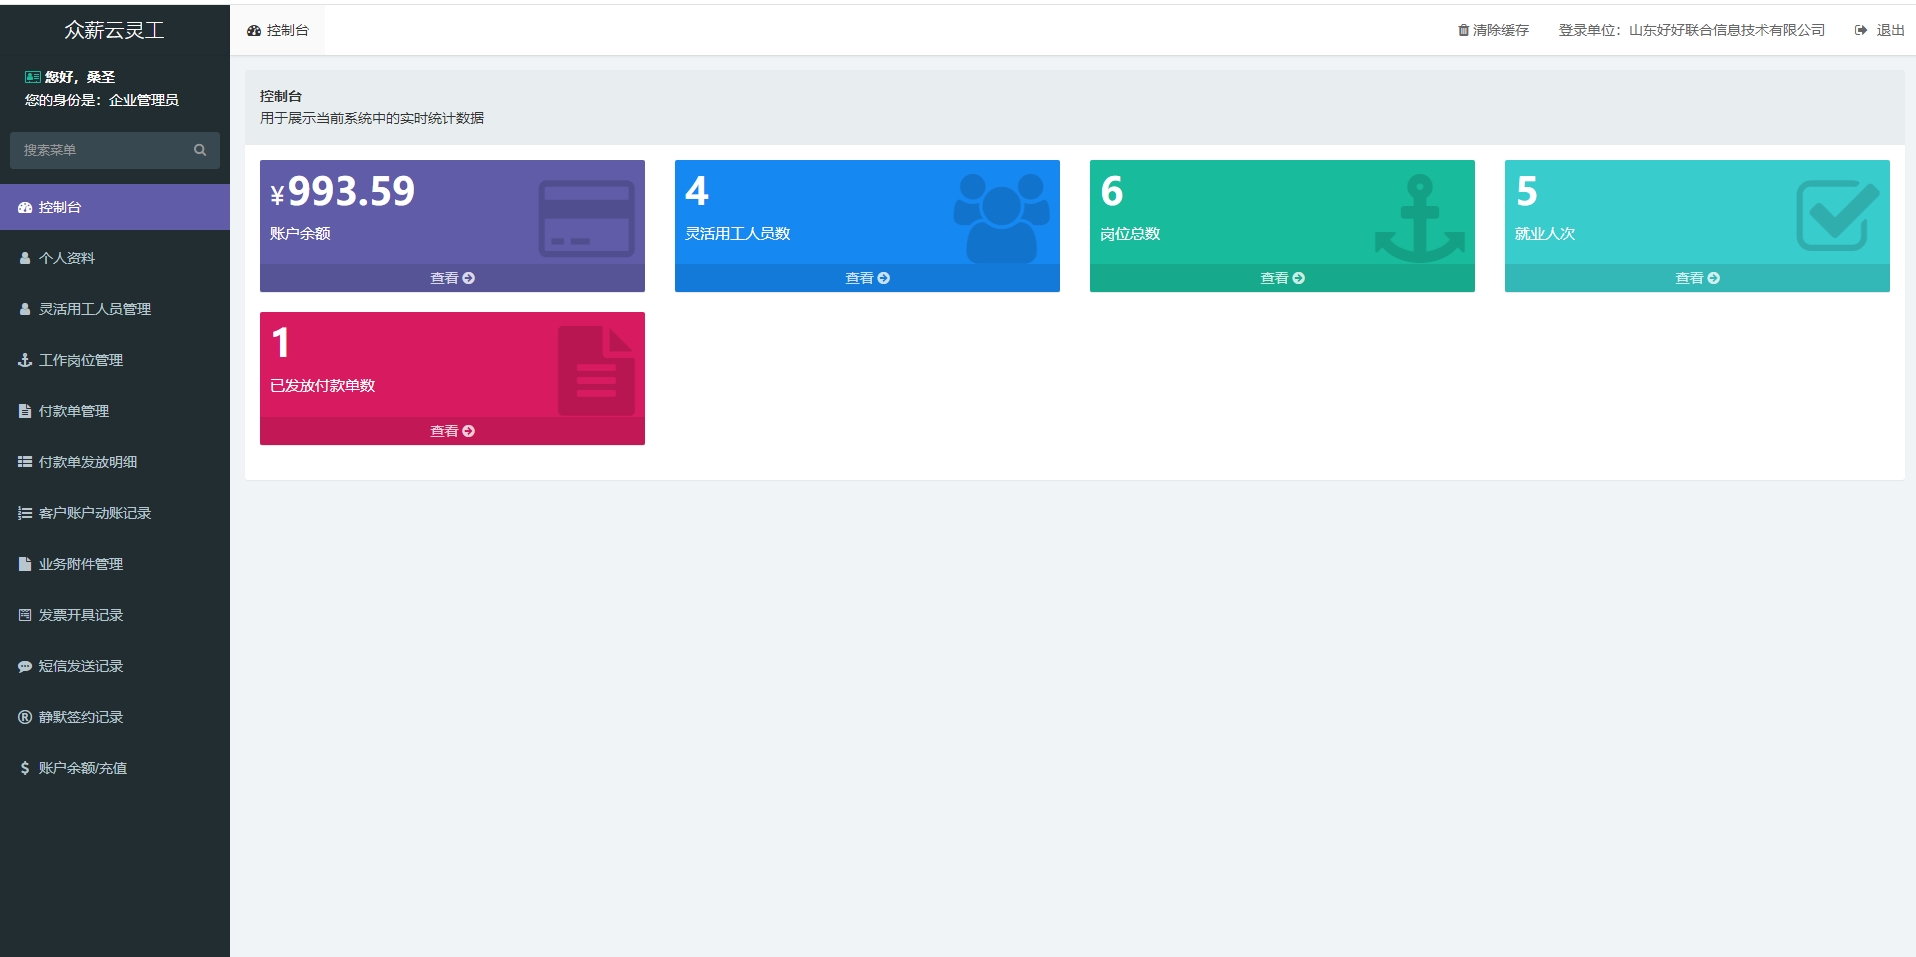 众薪云灵工
控制台
清除缓存
登录单位：山东好好联合信息技术有限公司
退出
您好，桑圣
您的身份是：企业管理员
搜索菜单
控制台
个人资料
灵活用工人员管理
工作岗位管理
付款单管理
付款单发放明细
客户账户动账记录
业务附件管理
发票开具记录
短信发送记录
静默签约记录
账户余额/充值
控制台
用于展示当前系统中的实时统计数据
¥993.59
账户余额
查看
4
灵活用工人员数
查看
6
岗位总数
查看
5
就业人次
查看
1
已发放付款单数
查看